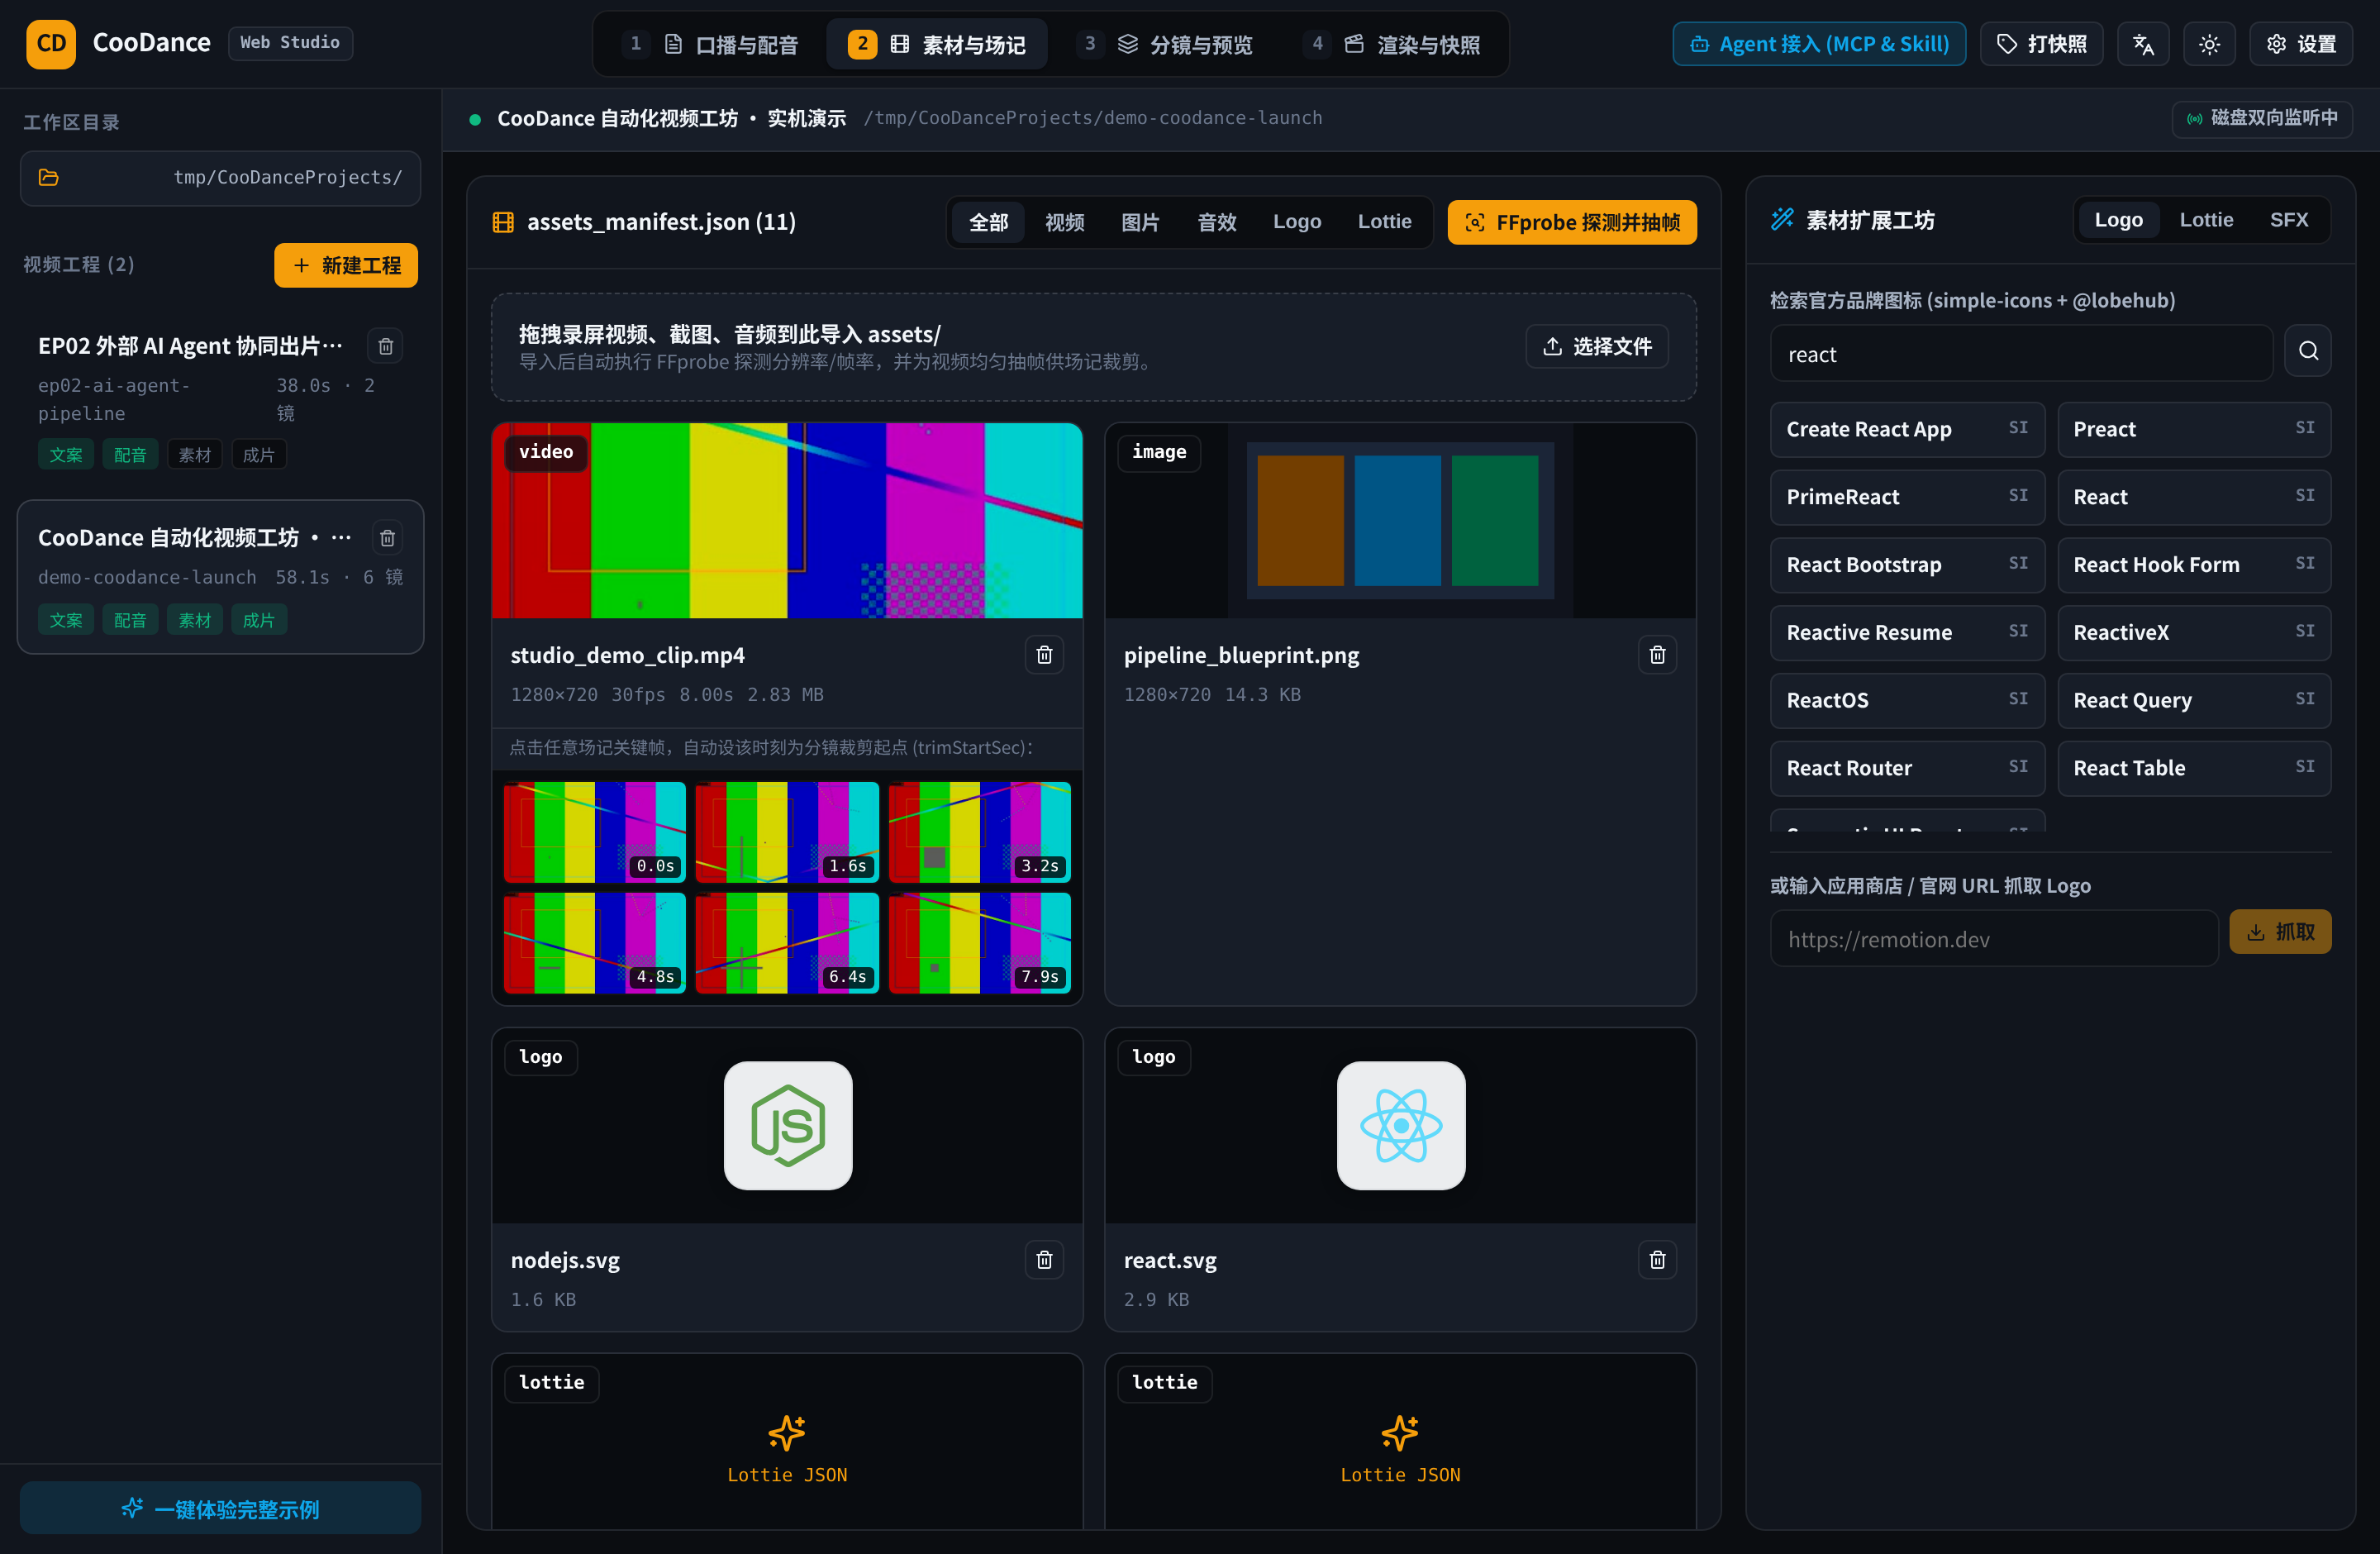 CD CooDance Web Studio
1 口播与配音 2 素材与场记 3 分镜与预览 4 渲染与快照
Agent 接入 (MCP & Skill) 打快照 设置
工作区目录
tmp/CooDanceProjects/
视频工程 (2) 新建工程
EP02 外部 AI Agent 协同出片…
ep02-ai-agent-pipeline 38.0s · 2 镜
文案 配音 素材 成片
CooDance 自动化视频工坊 • …
demo-coodance-launch 58.1s · 6 镜
文案 配音 素材 成片
一键体验完整示例
CooDance 自动化视频工坊 • 实机演示 /tmp/CooDanceProjects/demo-coodance-launch
磁盘双向监听中
assets_manifest.json (11)
全部 视频 图片 音效 Logo Lottie
FFprobe 探测并抽帧
拖拽录屏视频、截图、音频到此导入 assets/
导入后自动执行 FFprobe 探测分辨率/帧率，并为视频均匀抽帧供场记裁剪。
选择文件
video
studio_demo_clip.mp4
1280×720 30fps 8.00s 2.83 MB
点击任意场记关键帧，自动设该时刻为分镜裁剪起点 (trimStartSec)：
0.0s 1.6s 3.2s
4.8s 6.4s 7.9s
image
pipeline_blueprint.png
1280×720 14.3 KB
logo
JS
nodejs.svg
1.6 KB
logo
react.svg
2.9 KB
lottie
Lottie JSON
lottie
Lottie JSON
素材扩展工坊
Logo Lottie SFX
检索官方品牌图标 (simple-icons + @lobehub)
react
Create React App SI Preact SI
PrimeReact SI React SI
React Bootstrap SI React Hook Form SI
Reactive Resume SI ReactiveX SI
ReactOS SI React Query SI
React Router SI React Table SI
或输入应用商店 / 官网 URL 抓取 Logo
https://remotion.dev 抓取